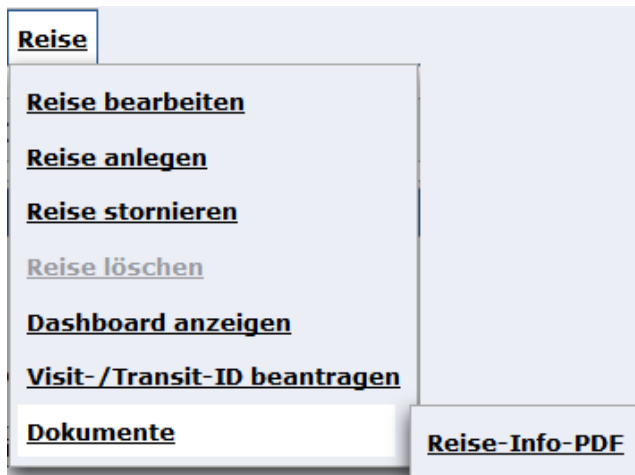 Reise
Reise bearbeiten
Reise anlegen
Reise stornieren
Reise löschen
Dashboard anzeigen
Visit-/Transit-ID beantragen
Dokumente
Reise-Info-PDF